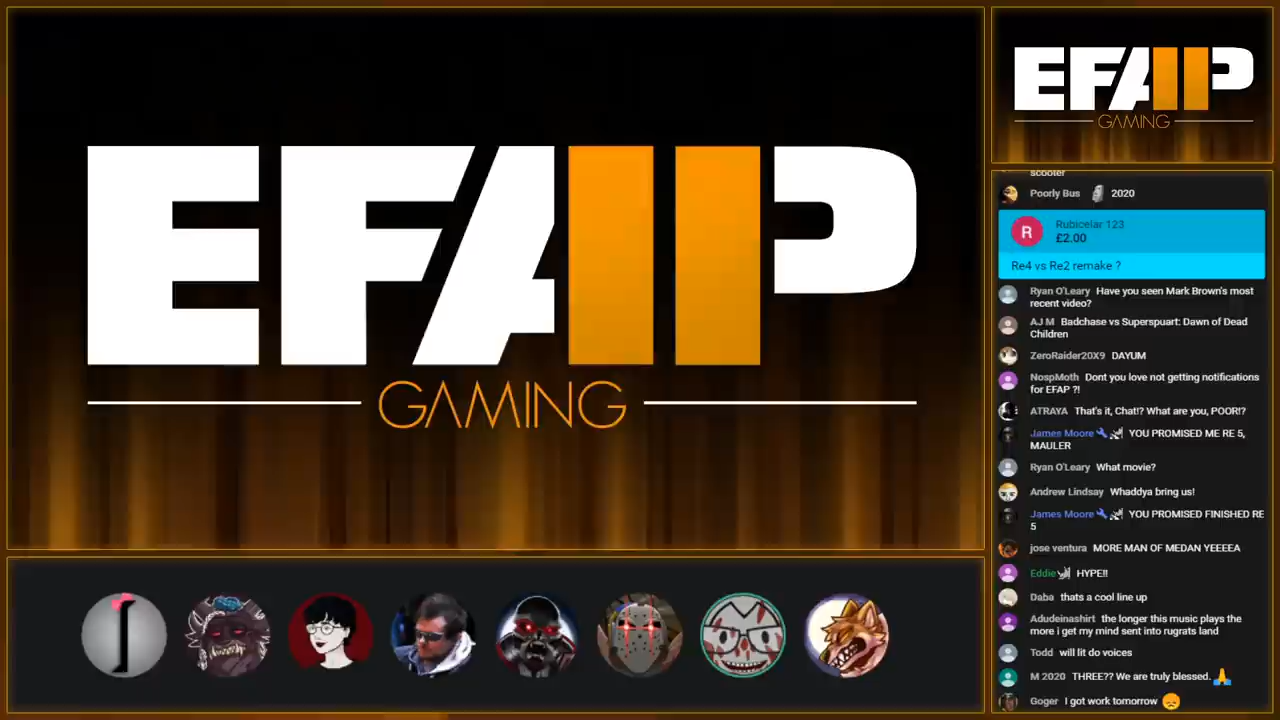 EFAP
GAMING
EFAP
GAMING
scooter
Poorly Bus 2020
R
Rubicelar 123
£2.00
Re4 vs Re2 remake ?
Ryan O'Leary Have you seen Mark Brown's most
recent video?
AJ M Badchase vs Superspuart: Dawn of Dead
Children
ZeroRaider20X9 DAYUM
NospMoth Dont you love not getting notifications
for EFAP ?!
ATRAYA That's it, Chat!? What are you, POOR!?
James Moore YOU PROMISED ME RE 5,
MAULER
Ryan O'Leary What movie?
Andrew Lindsay Whaddya bring us!
James Moore YOU PROMISED FINISHED RE
5
jose ventura MORE MAN OF MEDAN YEEEEA
Eddie HYPE!!
Daba thats a cool line up
Adudeinashirt the longer this music plays the
more i get my mind sent into rugrats land
Todd will lit do voices
M 2020 THREE?? We are truly blessed. 🙏
Goger I got work tomorrow 😞